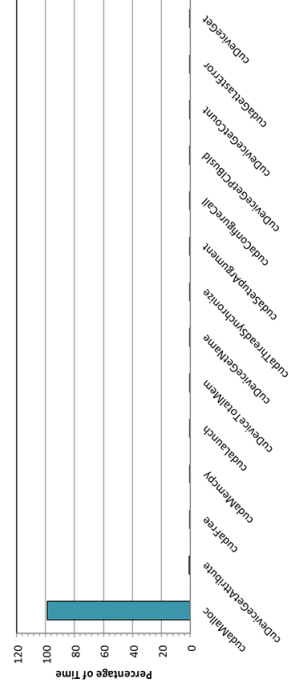 Percentage of Time
120
100
80
60
40
20
0
cudaMalloc
cuDeviceGetAttribute
cudaFree
cudaMemcpy
cudaLaunch
cuDeviceTotalMem
cuDeviceGetName
cudaThreadSynchronize
cudaSetupArgument
cudaConfigureCall
cuDeviceGetPCIBusId
cuDeviceGetCount
cudaGetLastError
cuDeviceGet